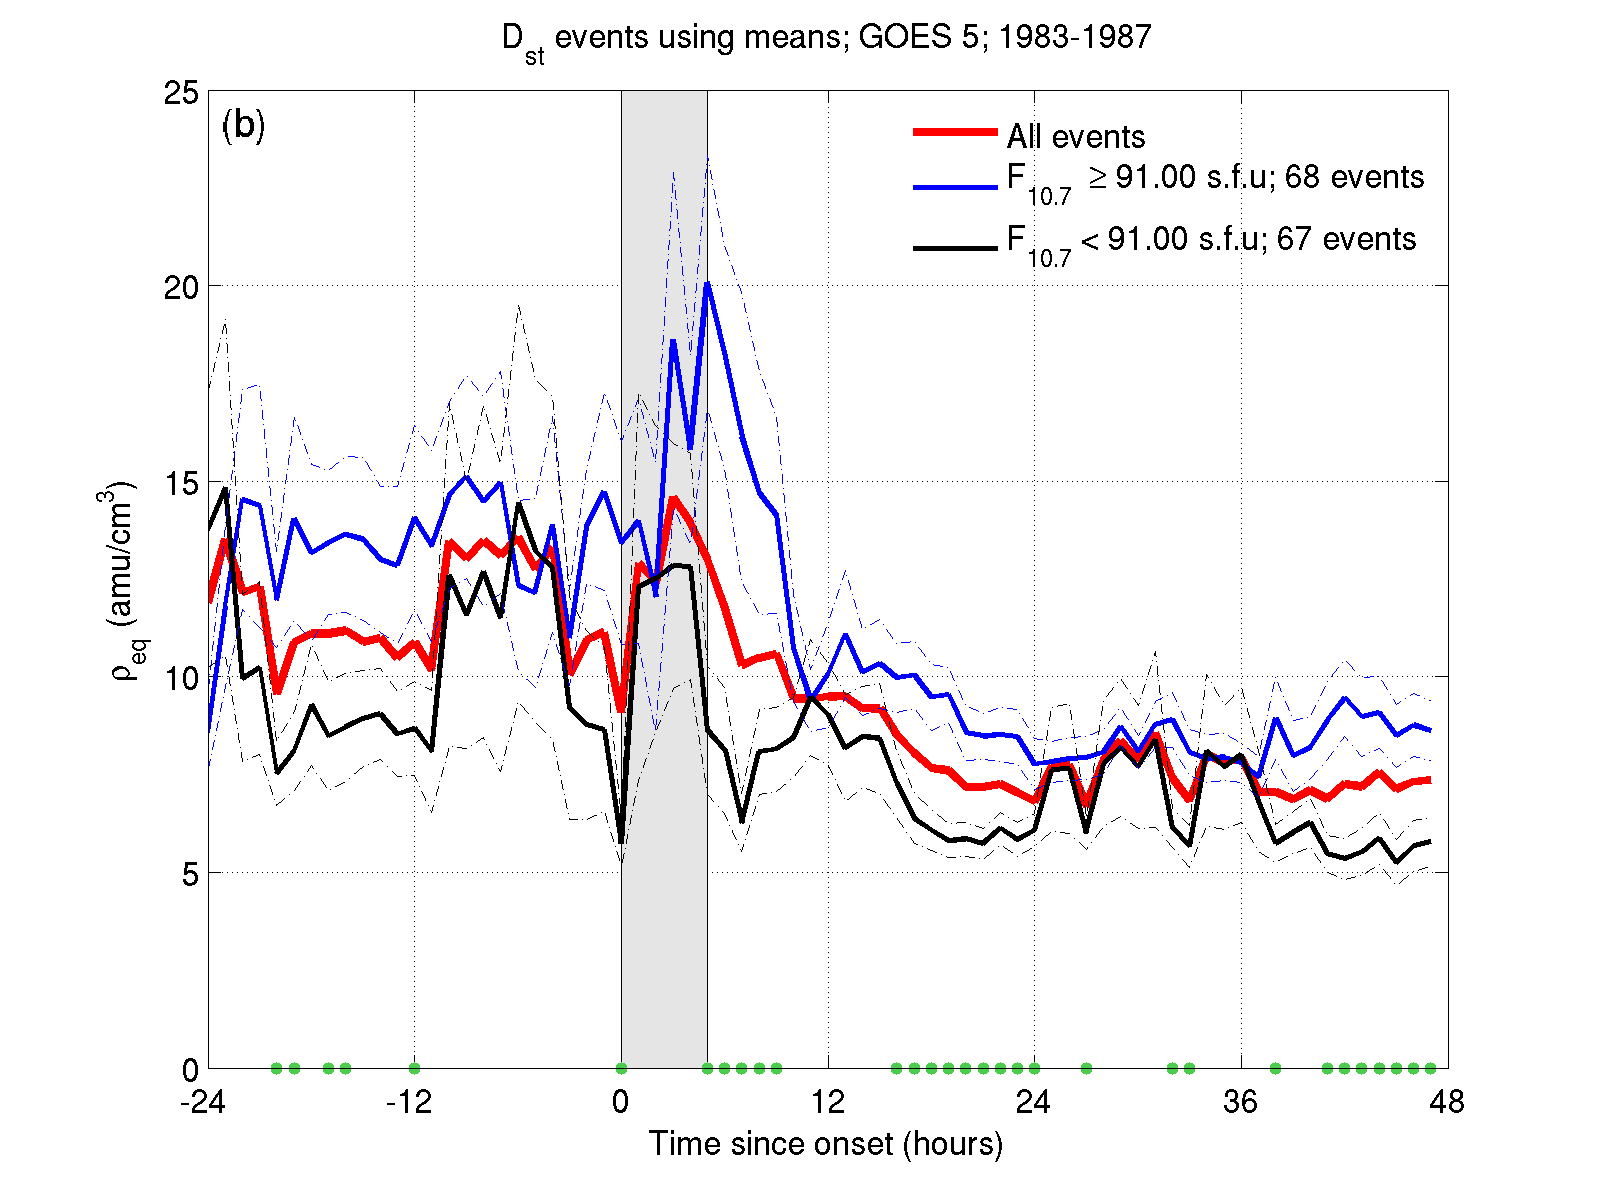 D_st events using means; GOES 5; 1983-1987
(b)
All events
F_10.7 ≥ 91.00 s.f.u; 68 events
F_10.7 < 91.00 s.f.u; 67 events
25
20
15
10
5
0
ρ_eq (amu/cm^3)
-24 -12 0 12 24 36 48
Time since onset (hours)